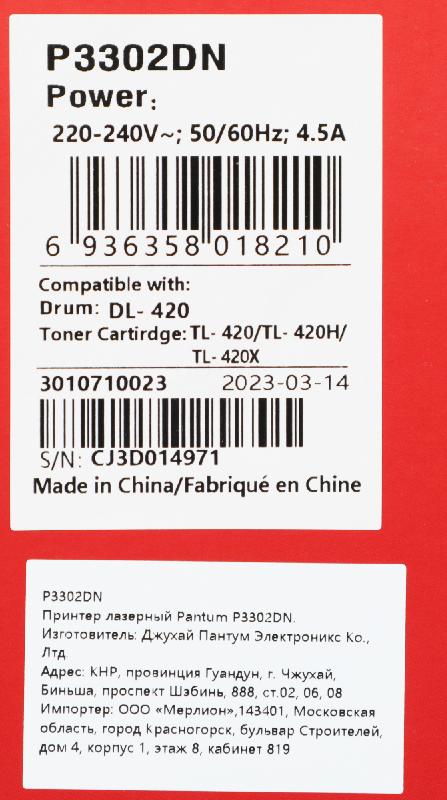 P3302DN
Power:
220-240V~; 50/60Hz; 4.5A
6 936358 018210
Compatible with:
Drum: DL- 420
Toner Cartirdge: TL- 420/TL- 420H/
TL- 420X
3010710023 2023-03-14
S/N: CJ3D014971
Made in China/Fabriqué en Chine
P3302DN
Принтер лазерный Pantum P3302DN.
Изготовитель: Джухай Пантум Электроникс Ко.,
Лтд
Адрес: КНР, провинция Гуандун, г. Чжухай,
Биньша, проспект Шэбинь, 888, ст.02, 06, 08
Импортер: ООО «Мерлион»,143401, Московская
область, город Красногорск, бульвар Строителей,
дом 4, корпус 1, этаж 8, кабинет 819